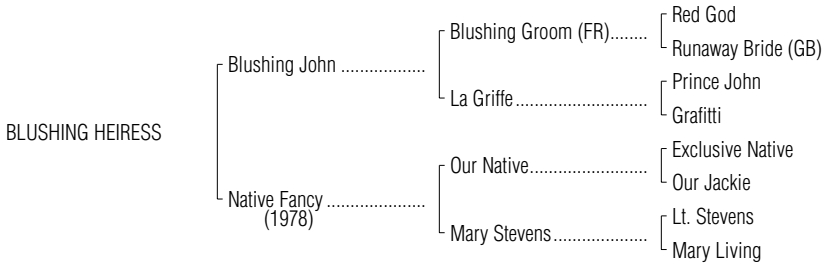 Red God
Blushing Groom (FR)........
Runaway Bride (GB)
Blushing John ...................
Prince John
La Griffe..............................
Grafitti
BLUSHING HEIRESS
Exclusive Native
Our Native...........................
Our Jackie
Native Fancy ......................
(1978)
Lt. Stevens
Mary Stevens.....................
Mary Living